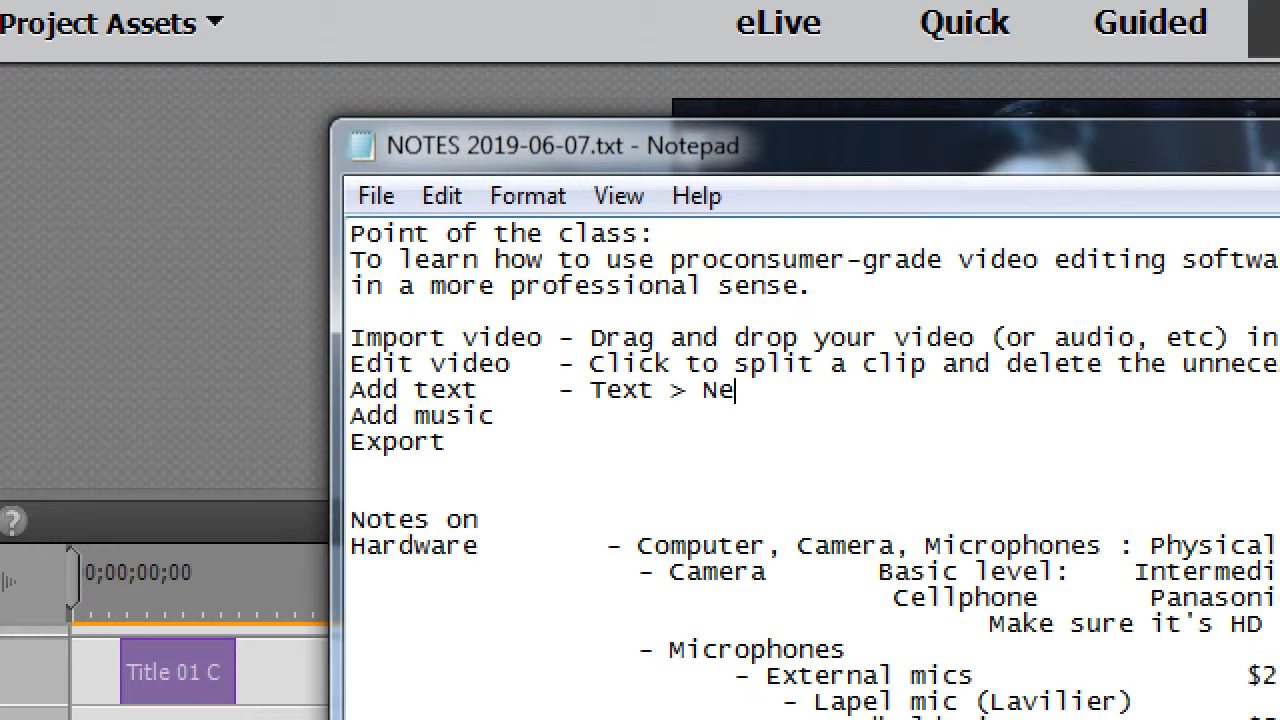 Project Assets
eLive Quick Guided
NOTES 2019-06-07.txt - Notepad
File Edit Format View Help
Point of the class:
To learn how to use proconsumer-grade video editing softwa
in a more professional sense.
Import video - Drag and drop your video (or audio, etc) in
Edit video - Click to split a clip and delete the unnece
Add text - Text > Ne
Add music
Export
Notes on
Hardware - Computer, Camera, Microphones : Physical
- Camera Basic level: Intermedi
Cellphone Panasoni
Make sure it's HD
- Microphones
- External mics $2
- Lapel mic (Lavilier)
?
0;00;00;00
Title 01 C